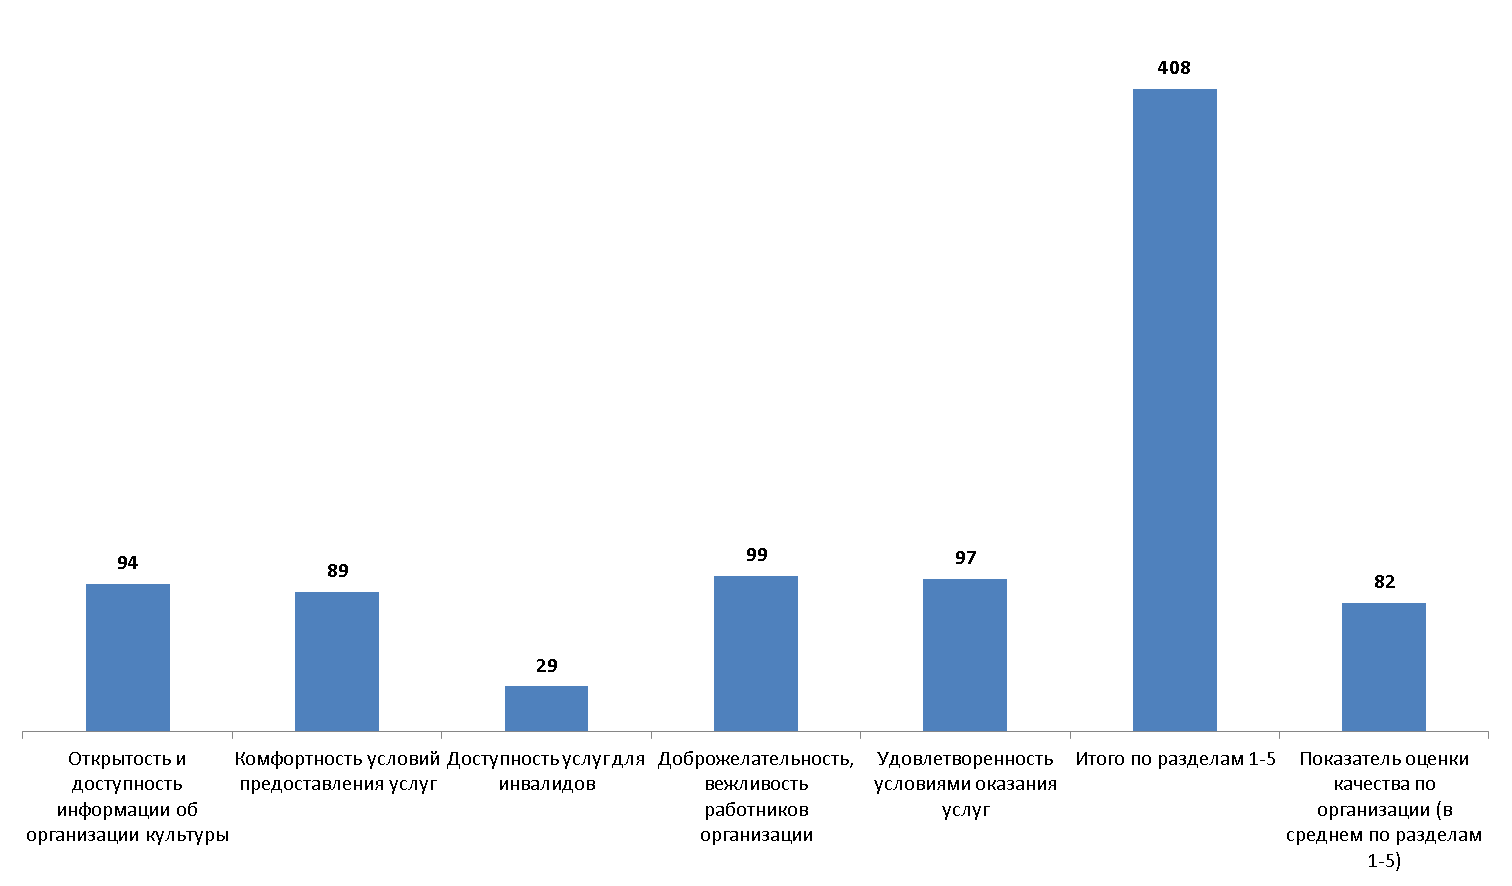 408
94
89
29
99
97
82
Открытость и
доступность
информации об
организации культуры
Комфортность условий
предоставления услуг
Доступность услуг для
инвалидов
Доброжелательность,
вежливость
работников
организации
Удовлетворенность
условиями оказания
услуг
Итого по разделам 1-5
Показатель оценки
качества по
организации (в
среднем по разделам
1-5)